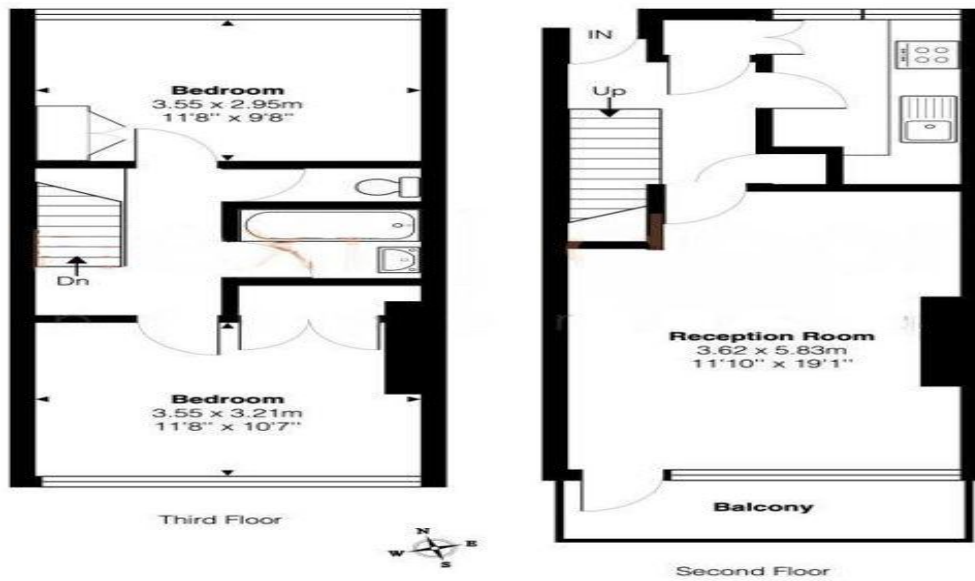 Bedroom
3.55 x 2.95m
11'8" x 9'8"
Dn
Bedroom
3.55 x 3.21m
11'8" x 10'7"
Third Floor
N
W E
S
IN
Up
Reception Room
3.62 x 5.83m
11'10" x 19'1"
Balcony
Second Floor